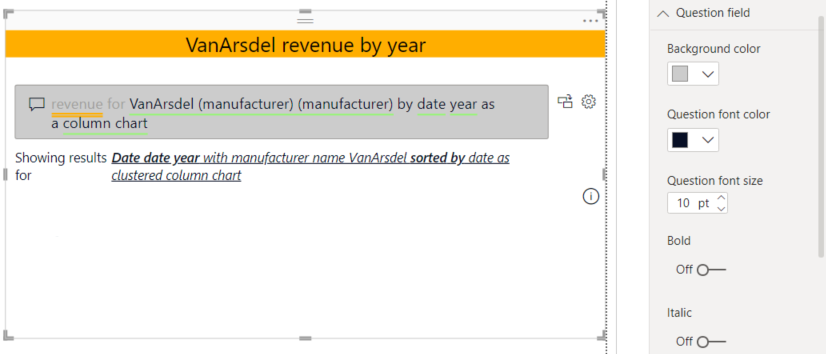 VanArsdel revenue by year
revenue for VanArsdel (manufacturer) (manufacturer) by date year as
a column chart
Showing results Date date year with manufacturer name VanArsdel sorted by date as
for clustered column chart
Question field
Background color
Question font color
Question font size
10 pt
Bold
Off
Italic
Off